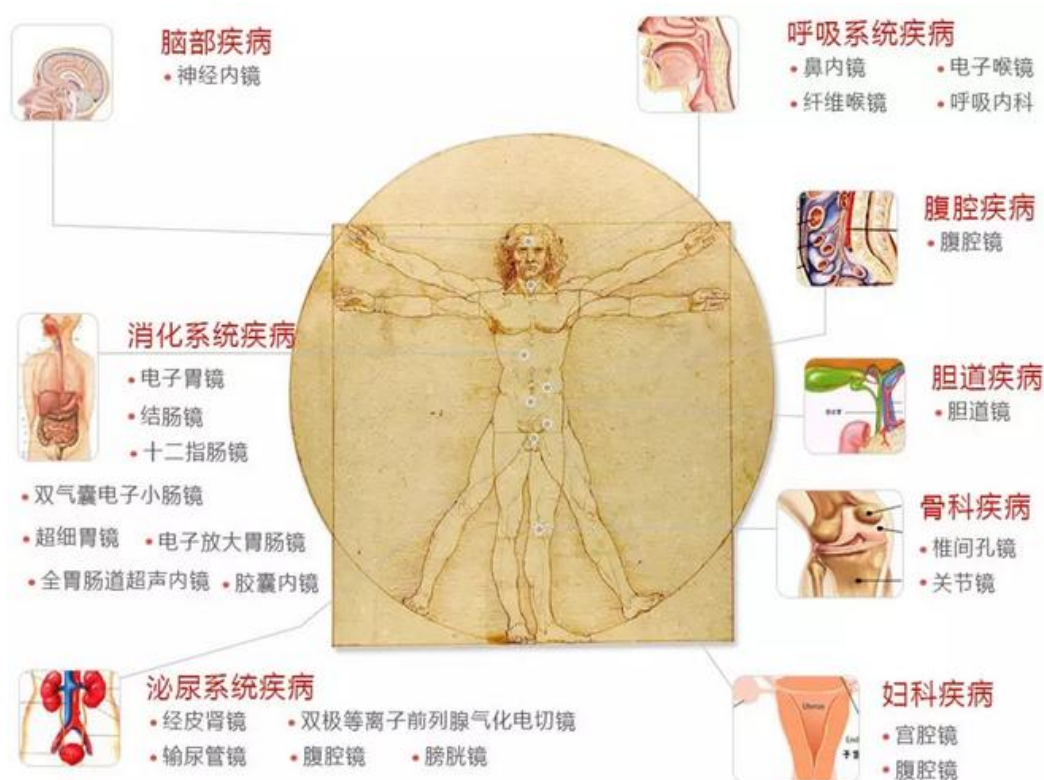 脑部疾病
•神经内镜
呼吸系统疾病
•鼻内镜 •电子喉镜
•纤维喉镜 •呼吸内科
腹腔疾病
•腹腔镜
消化系统疾病
•电子胃镜
•结肠镜
•十二指肠镜
•双气囊电子小肠镜
•超细胃镜 •电子放大胃肠镜
•全胃肠道超声内镜 •胶囊内镜
胆道疾病
•胆道镜
骨科疾病
•椎间孔镜
•关节镜
泌尿系统疾病
•经皮肾镜 •双极等离子前列腺气化电切镜
•输尿管镜 •腹腔镜 •膀胱镜
妇科疾病
•宫腔镜
•腹腔镜
Uterus